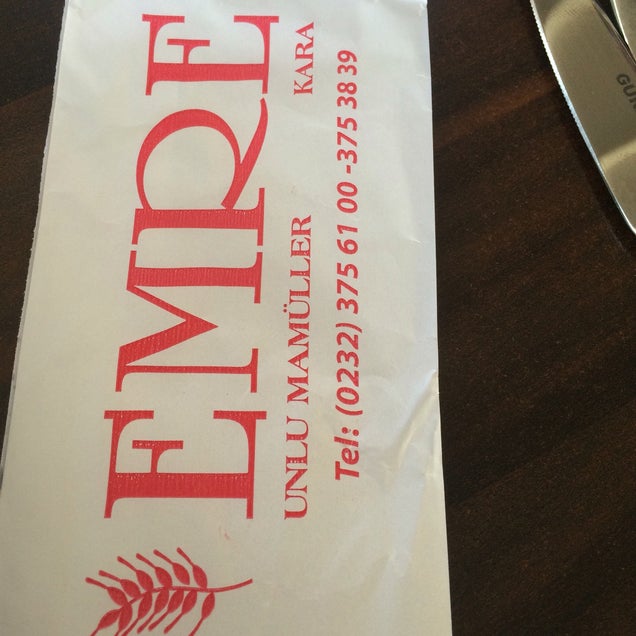 EMRE
UNLU MAMÜLLER KARA
Tel: (0232) 375 61 00 -375 38 39